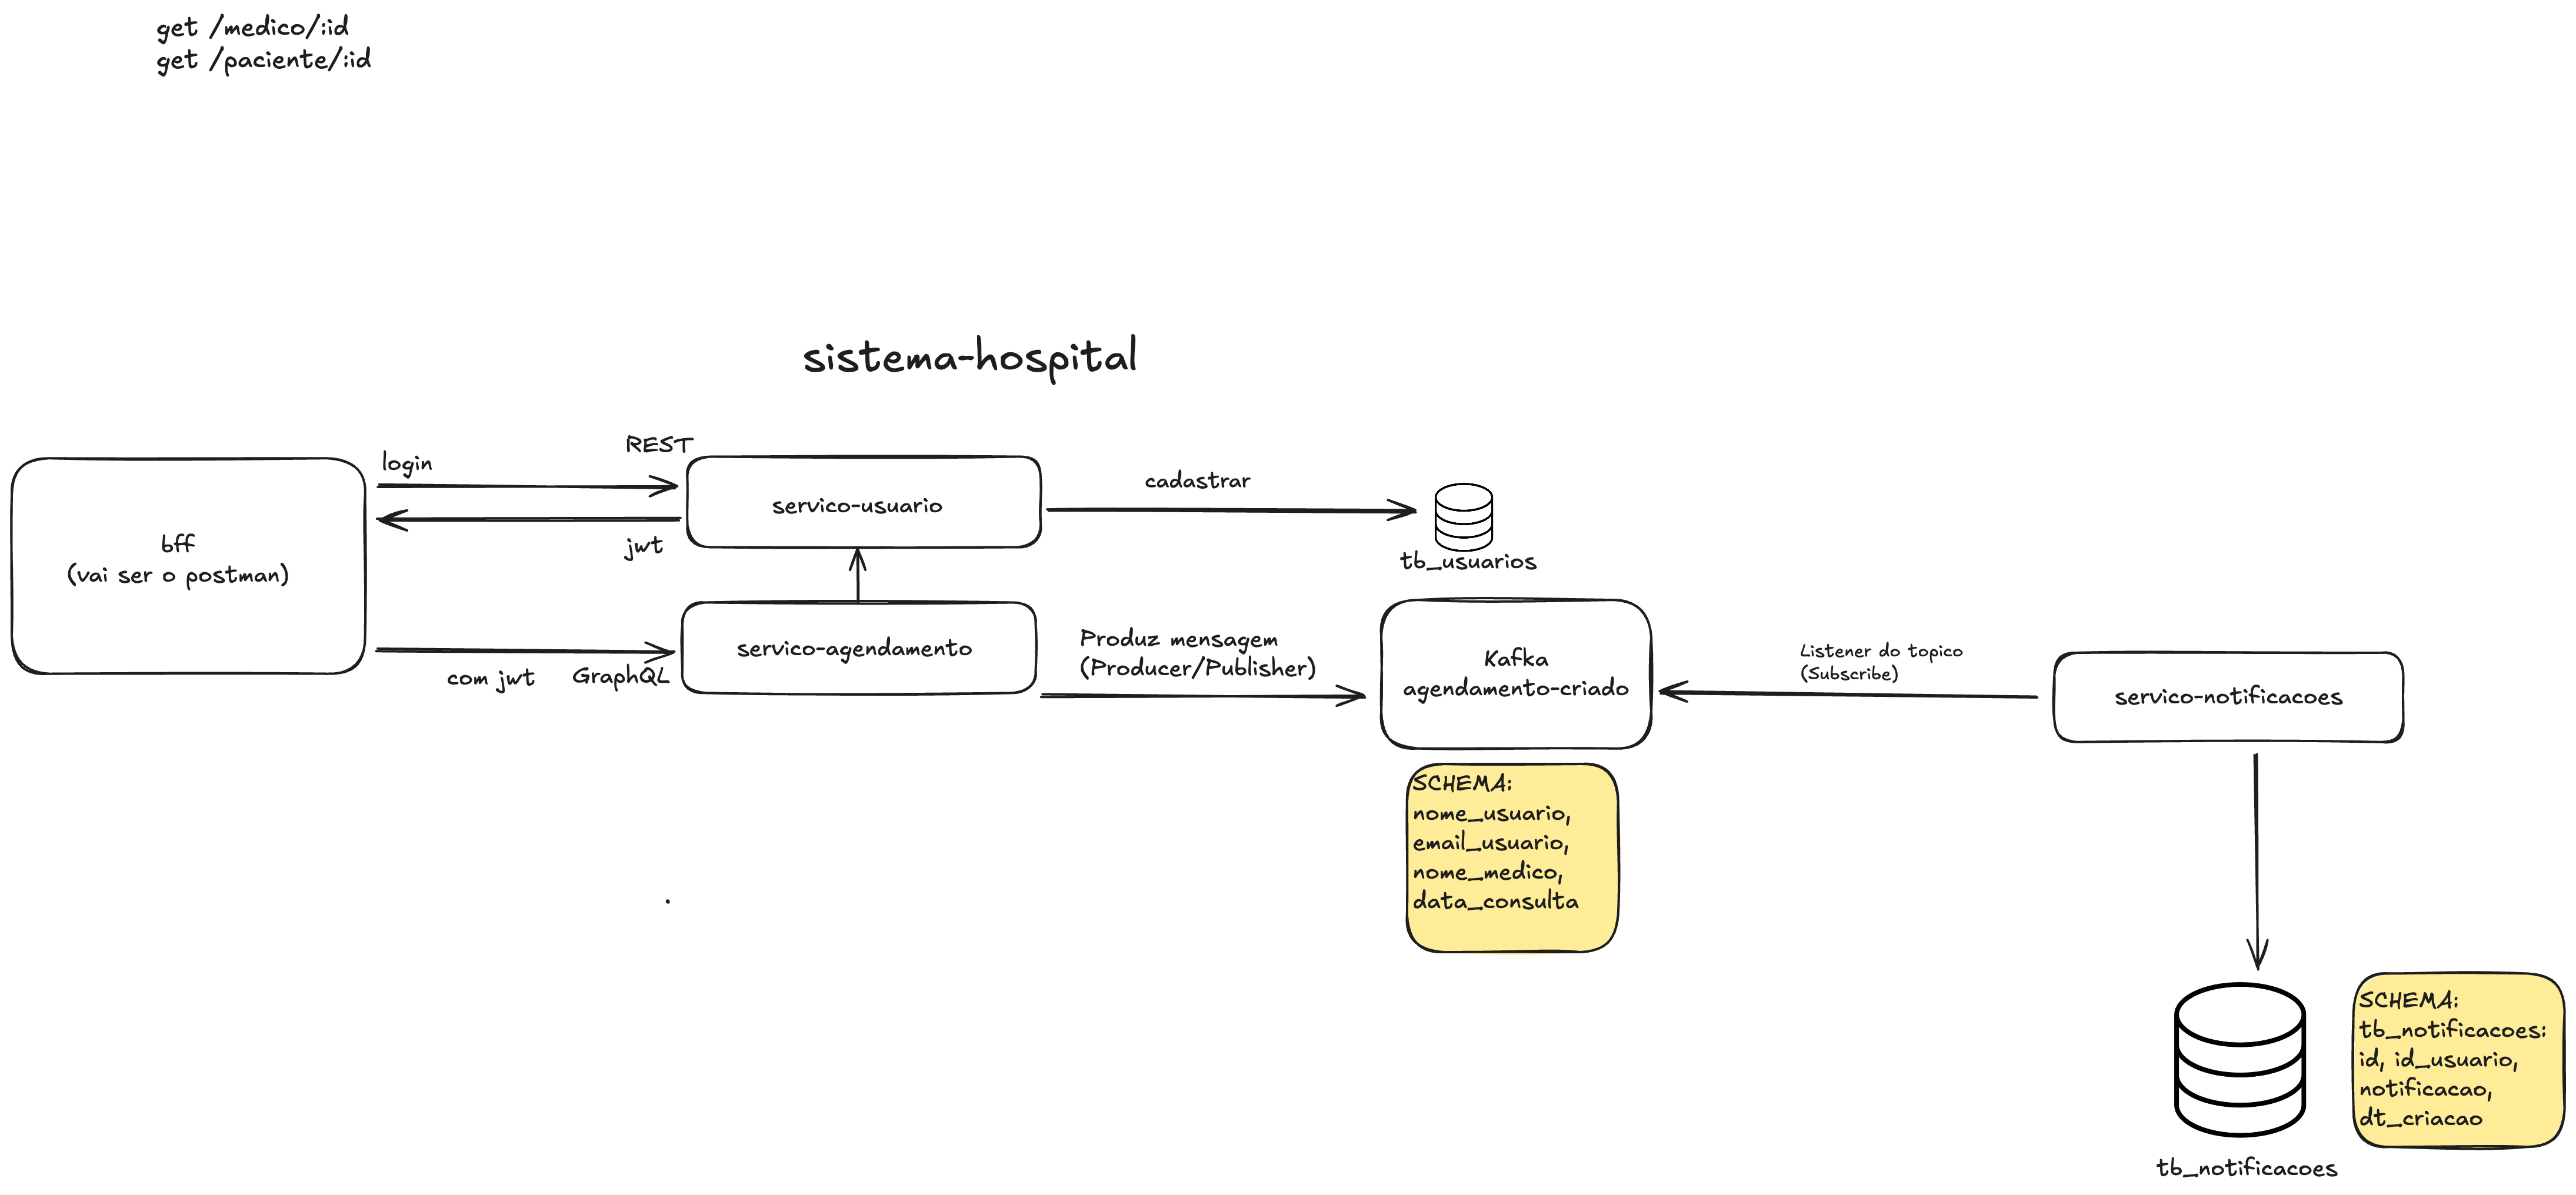 get /medico/:id
get /paciente/:id
sistema-hospital
login
REST
bff
(vai ser o postman)
servico-usuario
jwt
cadastrar
tb_usuarios
com jwt
GraphQL
servico-agendamento
Produz mensagem
(Producer/Publisher)
Kafka
agendamento-criado
Listener do topico
(Subscribe)
servico-notificacoes
SCHEMA:
nome_usuario,
email_usuario,
nome_medico,
data_consulta
SCHEMA:
tb_notificacoes:
id, id_usuario,
notificacao,
dt_criacao
tb_notificacoes